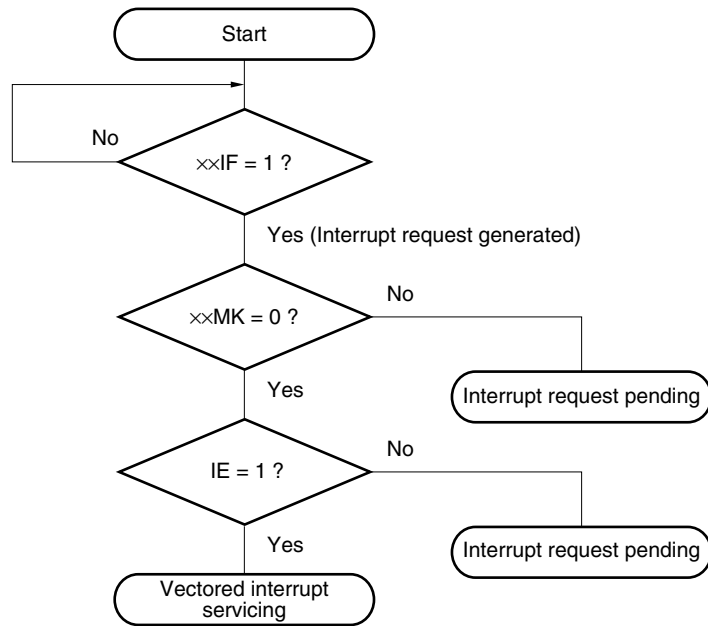 Start
No
××IF = 1 ?
Yes (Interrupt request generated)
××MK = 0 ?
No
Yes
Interrupt request pending
IE = 1 ?
No
Yes
Interrupt request pending
Vectored interrupt
servicing